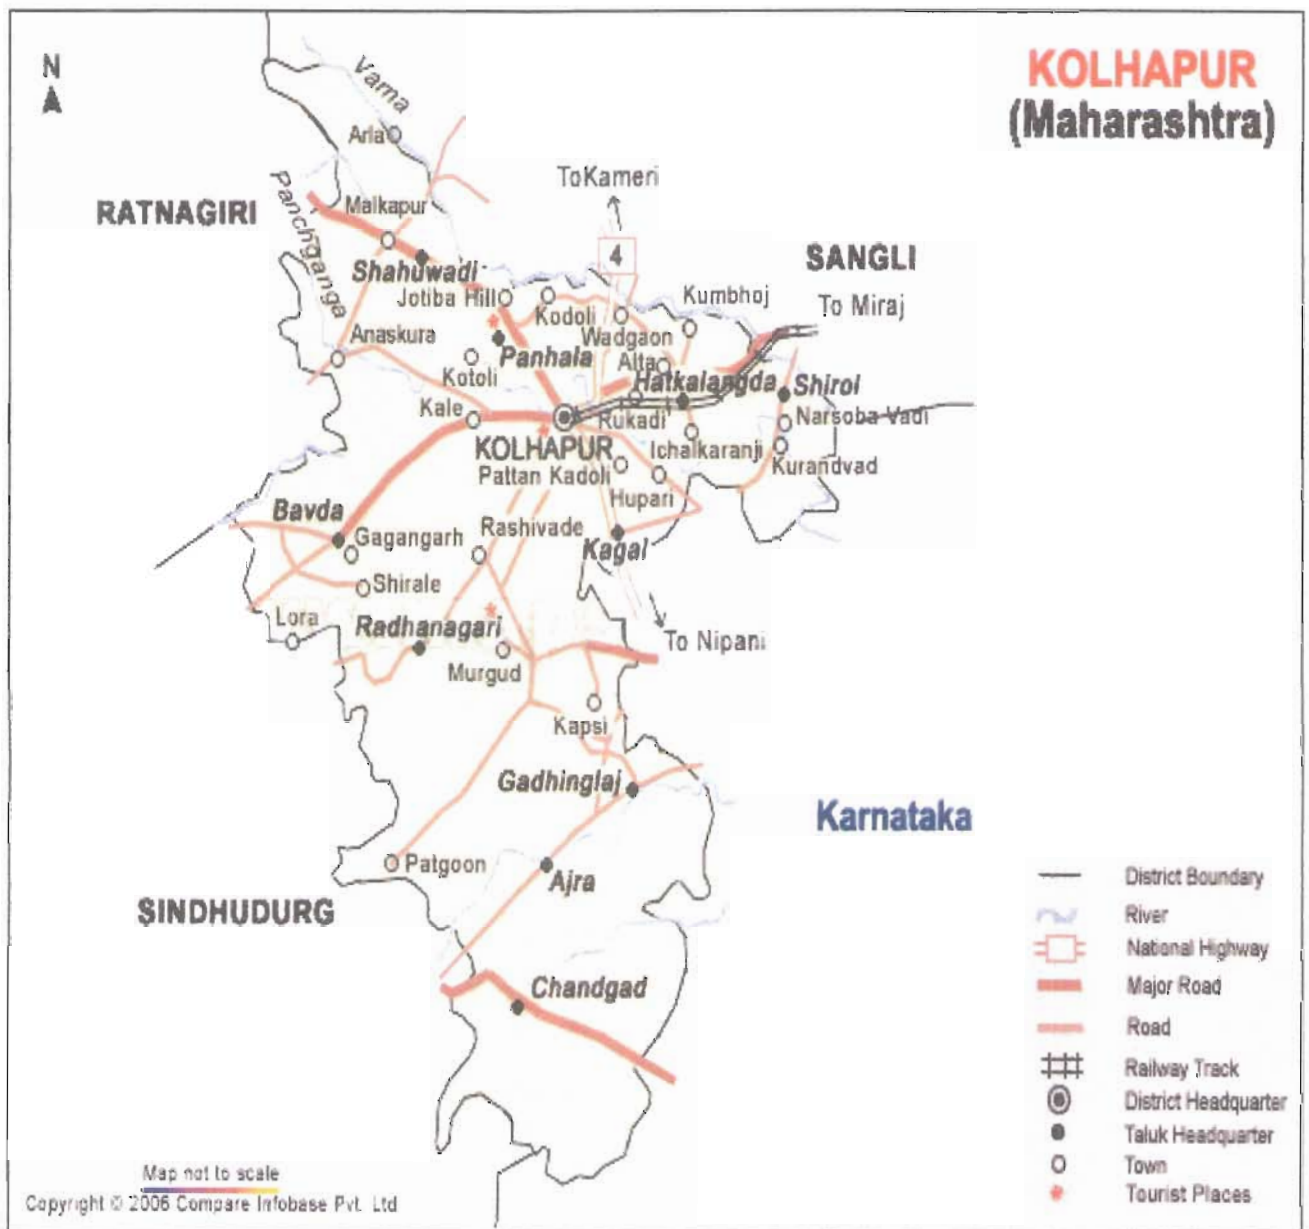 N
KOLHAPUR
(Maharashtra)
Varna
Arla
ToKameri
Panchganga
RATNAGIRI
Malkapur
4
SANGLI
Shahuwadi
Jotiba Hill
Kumbhoj
To Miraj
Kodoli
Wadgaon
Anaskura
Panhala
Alta
Kotoli
Hatkalangda
Shirol
Kale
Rukadi
Narsoba Vadi
KOLHAPUR
Ichalkaranji
Kurandvad
Pattan Kadoli
Hupari
Bavda
Rashivade
Gagangarh
Kagal
Shirale
Lora
Radhanagari
To Nipani
Murgud
Kapsi
Gadhinglaj
Karnataka
Patgoon
Ajra
SINDHUDURG
Chandgad
District Boundary
River
National Highway
Major Road
Road
Railway Track
District Headquarter
Taluk Headquarter
Town
Tourist Places
Map not to scale
Copyright © 2006 Compare Infobase Pvt. Ltd